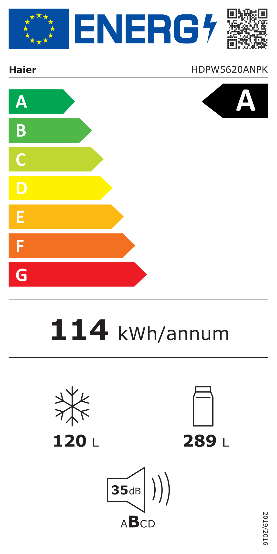 ENERG
Haier HDPW5620ANPK
A A
B
C
D
E
F
G
114 kWh/annum
120 L 289 L
35dB
ABCD
2019/2016